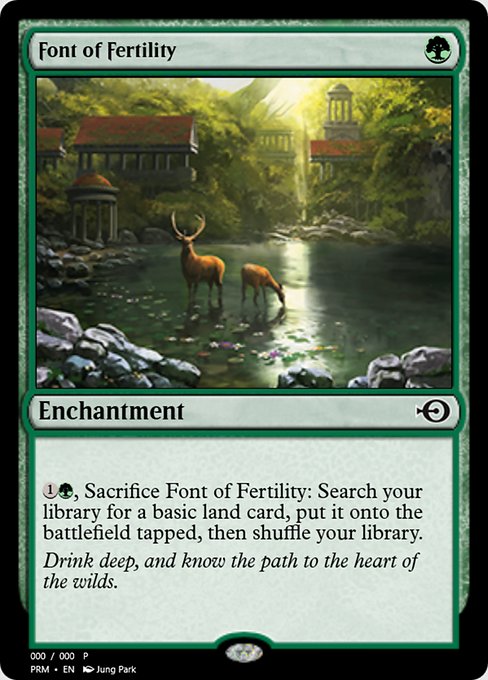 Font of Fertility
Enchantment
1, Sacrifice Font of Fertility: Search your
library for a basic land card, put it onto the
battlefield tapped, then shuffle your library.
Drink deep, and know the path to the heart of
the wilds.
000 / 000 P
PRM • EN Jung Park